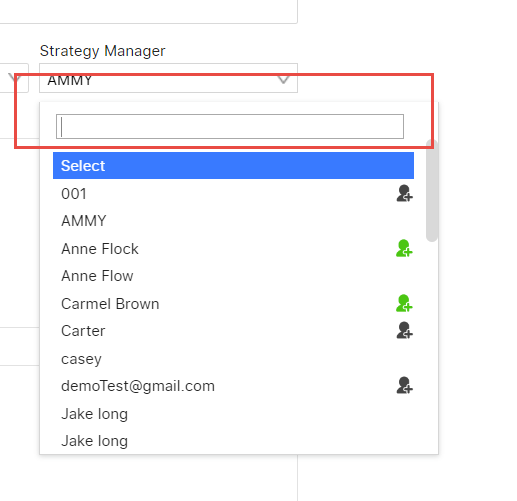 Strategy Manager
AMMY
Select
001
AMMY
Anne Flock
Anne Flow
Carmel Brown
Carter
casey
demoTest@gmail.com
Jake long
Jake long